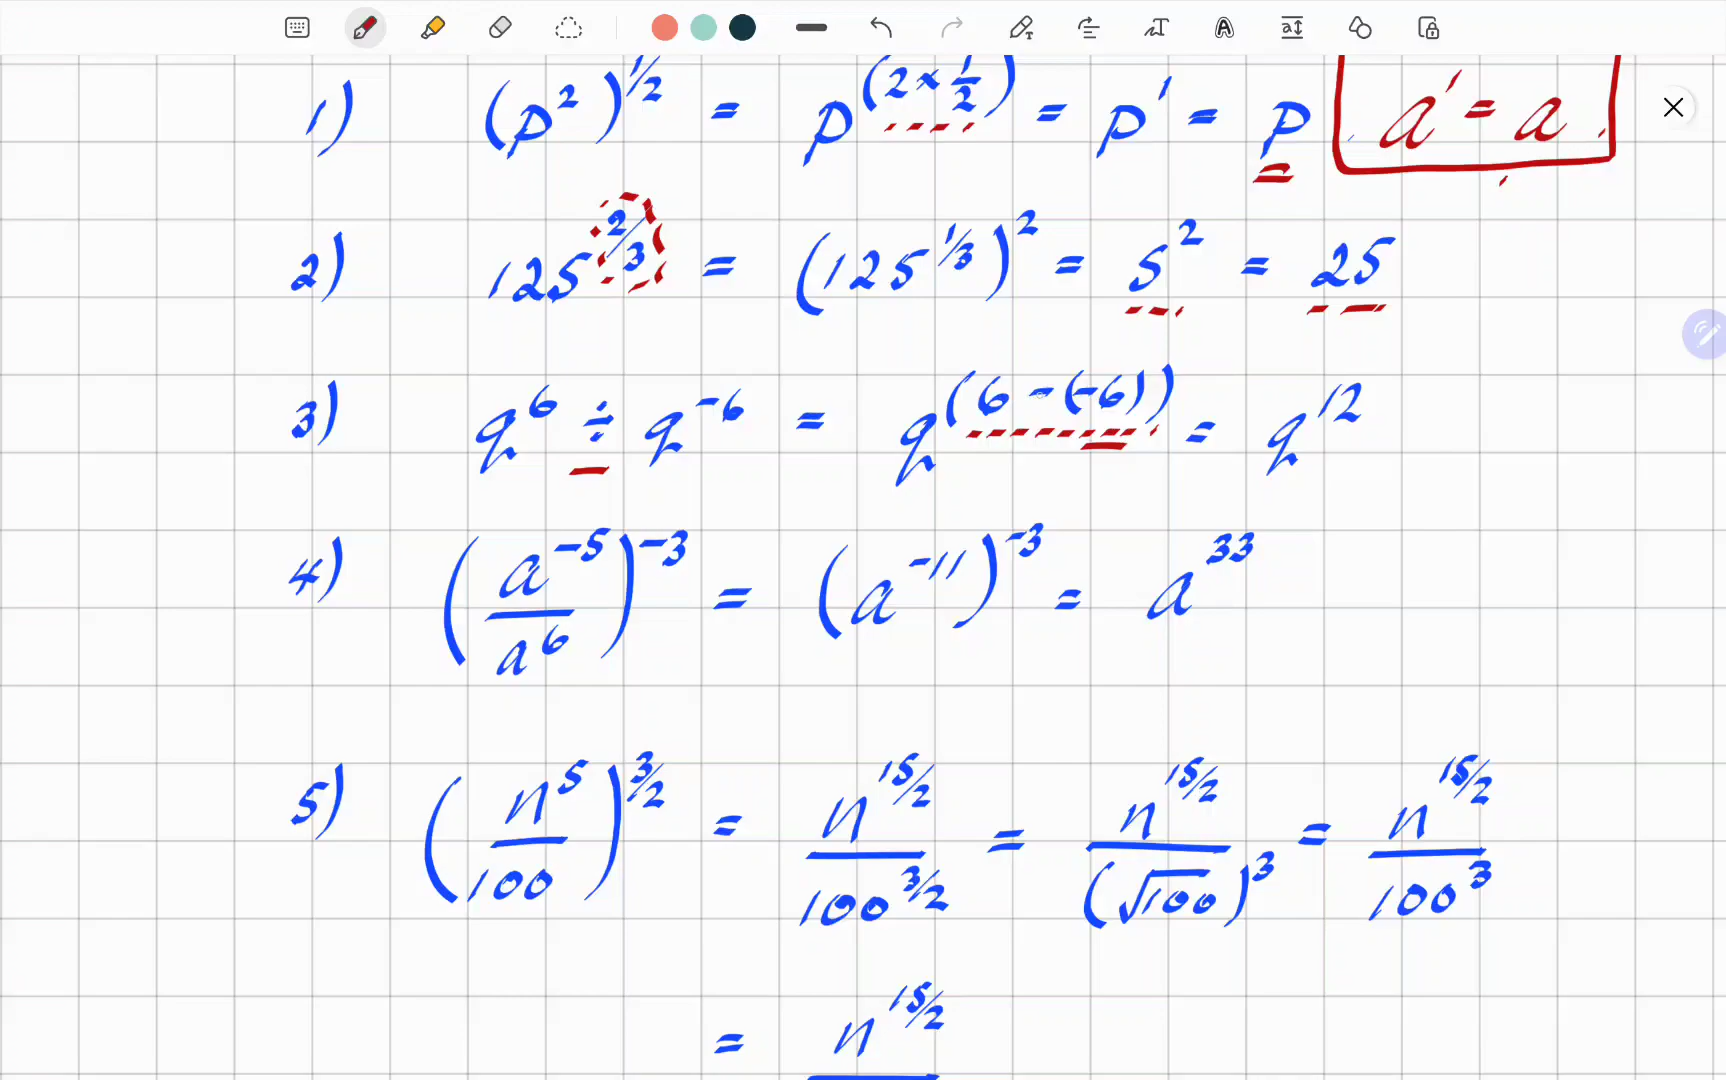 1) (p²)^½ = p^(2×½) = p¹ = p a¹ = a
2) 125^⅔ = (125^⅓)² = 5² = 25
3) q⁶ ÷ q⁻⁶ = q^(6-(-6)) = q¹²
4) (a⁻⁵/a⁶)⁻³ = (a⁻¹¹)⁻³ = a³³
5) (n⁵/100)^3/2 = n^15/2 / 100^3/2 = n^15/2 / (√100)³ = n^15/2 / 100³
= n^15/2